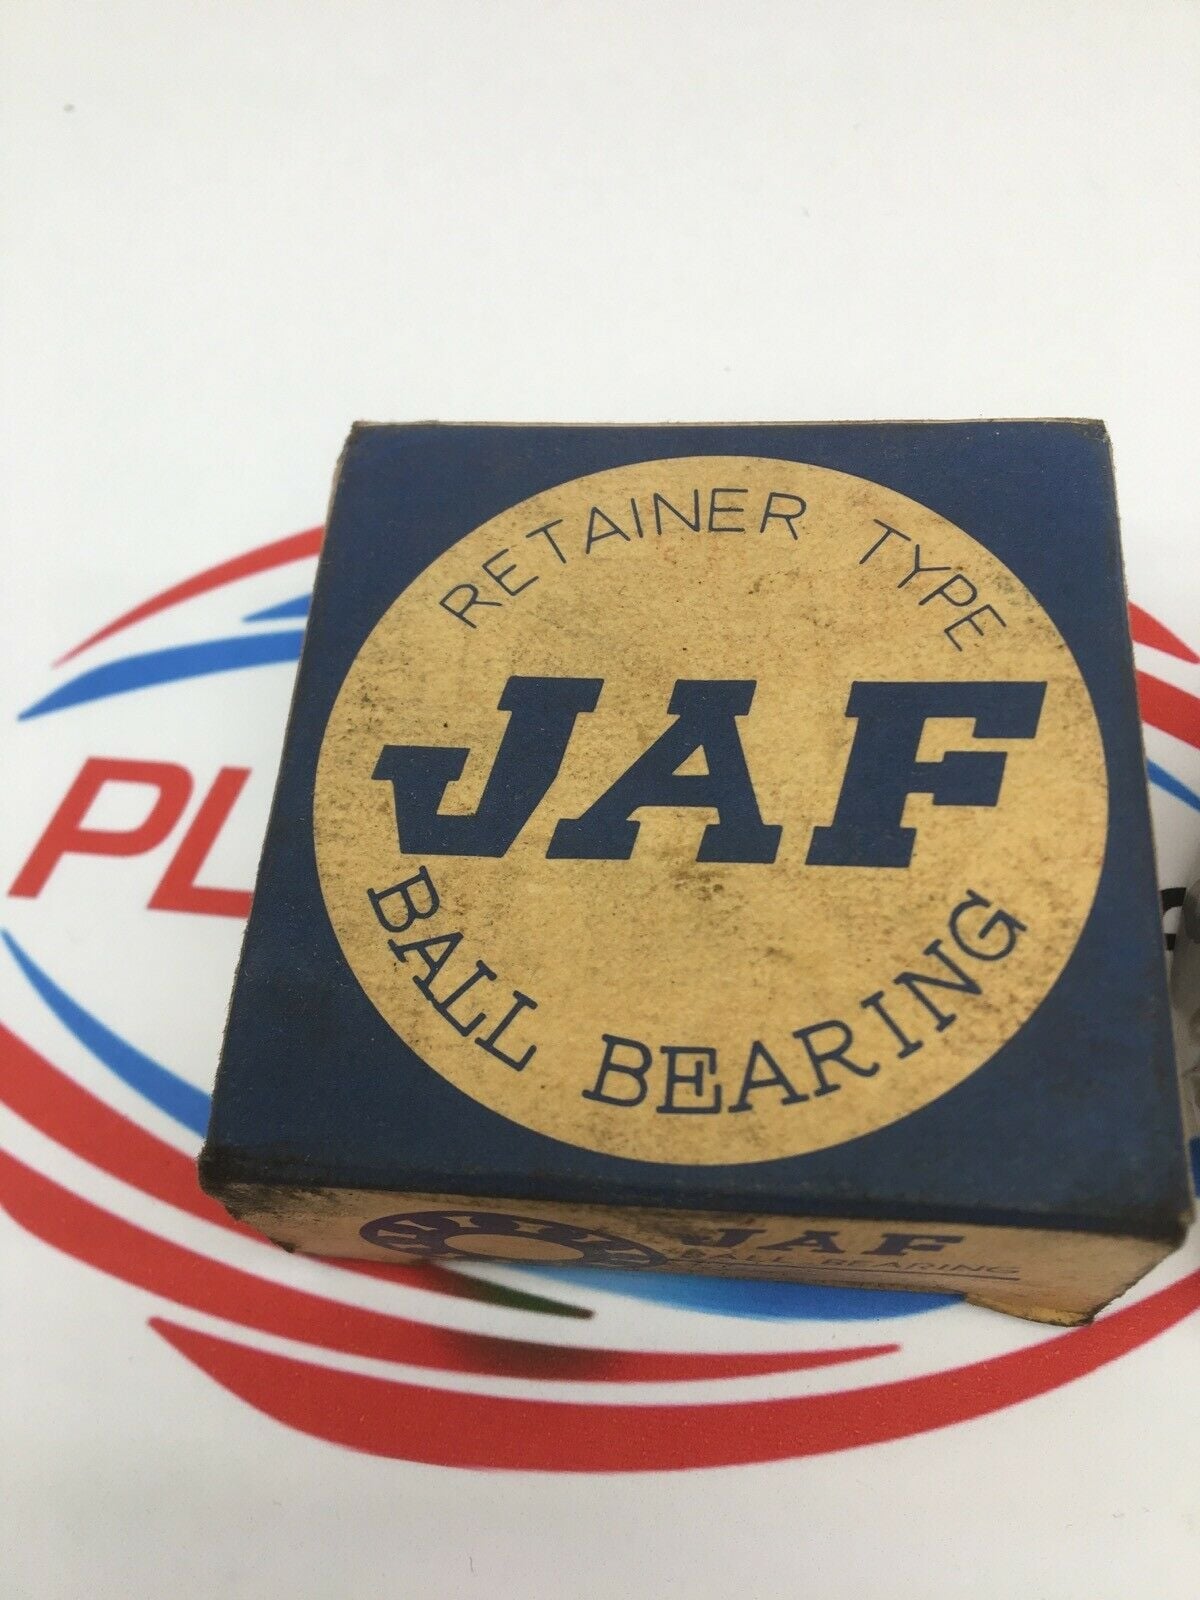 RETAINER TYPE
JAF
BALL BEARING
PL
JAF
BALL BEARING